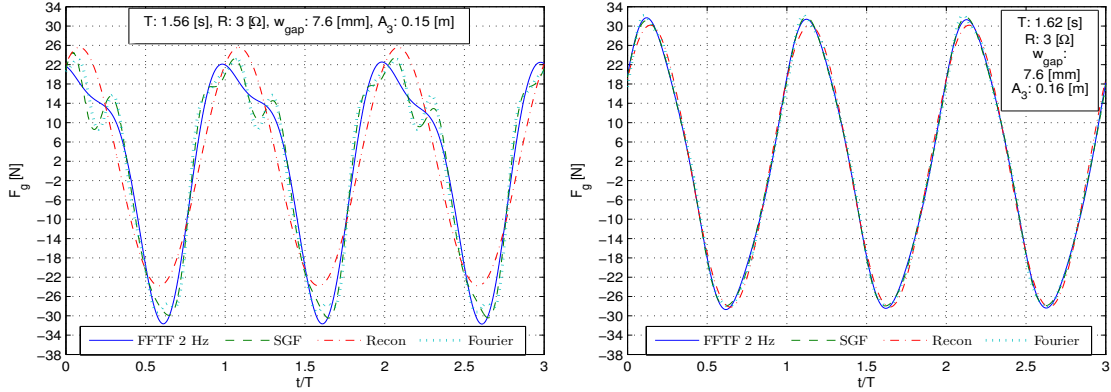 T: 1.56 [s], R: 3 [Ω], w_gap: 7.6 [mm], A_3: 0.15 [m]
34
30
26
22
18
14
10
6
2
−2
−6
−10
−14
−18
−22
−26
−30
−34
−38
F_g [N]
FFTF 2 Hz SGF Recon Fourier
0 0.5 1 1.5 2 2.5 3
t/T
T: 1.62 [s]
R: 3 [Ω]
w_gap:
7.6 [mm]
A_3: 0.16 [m]
34
30
26
22
18
14
10
6
2
−2
−6
−10
−14
−18
−22
−26
−30
−34
−38
F_g [N]
FFTF 2 Hz SGF Recon Fourier
0 0.5 1 1.5 2 2.5 3
t/T